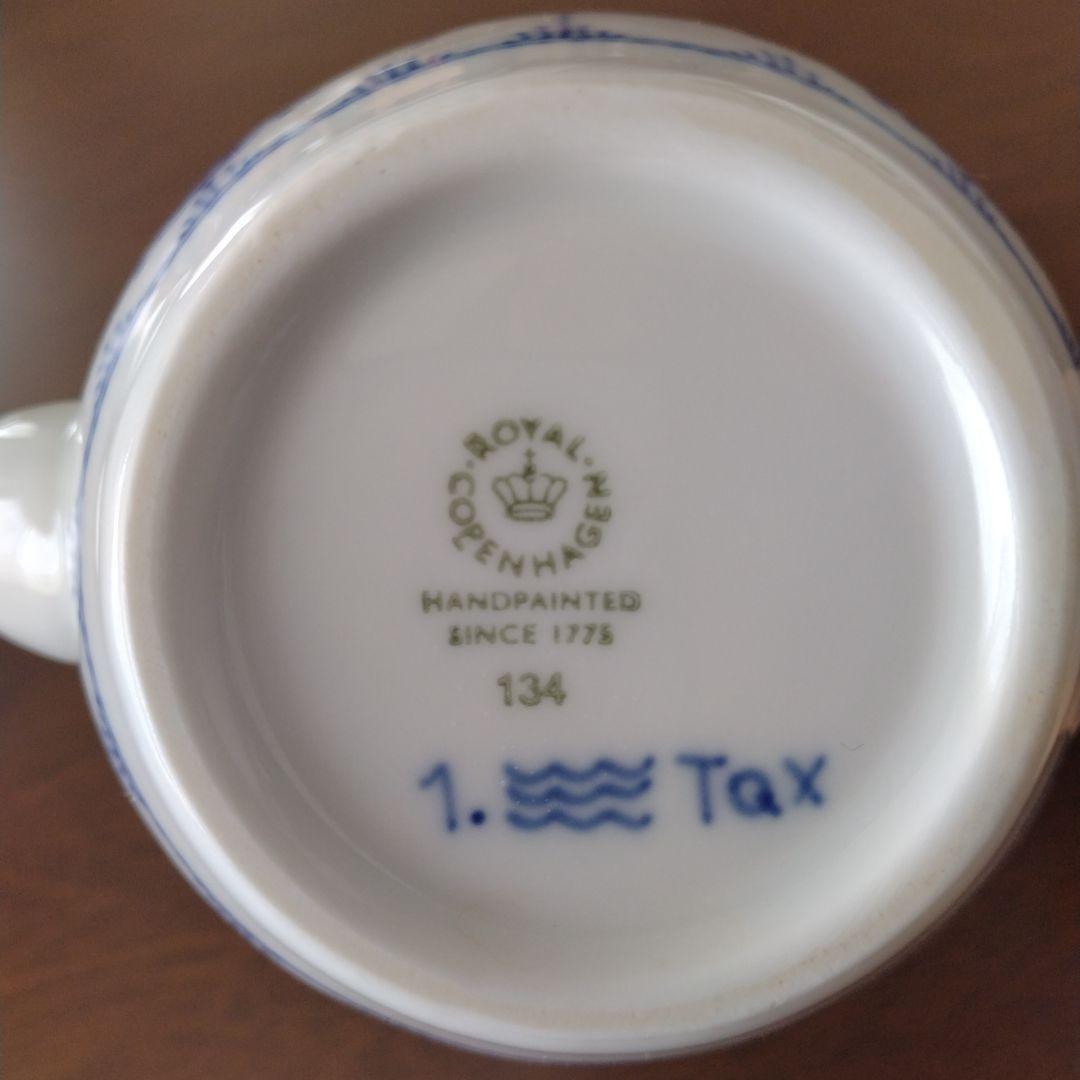 ROYAL COPENHAGEN
HANDPAINTED
SINCE 1775
134
1. Tax